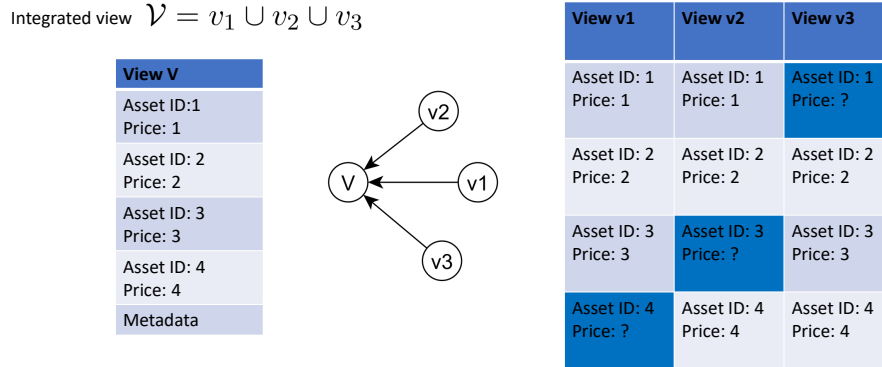 Integrated view 𝒱 = v₁ ∪ v₂ ∪ v₃
View V
Asset ID:1
Price: 1
Asset ID: 2
Price: 2
Asset ID: 3
Price: 3
Asset ID: 4
Price: 4
Metadata
v2
V
v1
v3
View v1 View v2 View v3
Asset ID: 1 Asset ID: 1 Asset ID: 1
Price: 1 Price: 1 Price: ?
Asset ID: 2 Asset ID: 2 Asset ID: 2
Price: 2 Price: 2 Price: 2
Asset ID: 3 Asset ID: 3 Asset ID: 3
Price: 3 Price: ? Price: 3
Asset ID: 4 Asset ID: 4 Asset ID: 4
Price: ? Price: 4 Price: 4